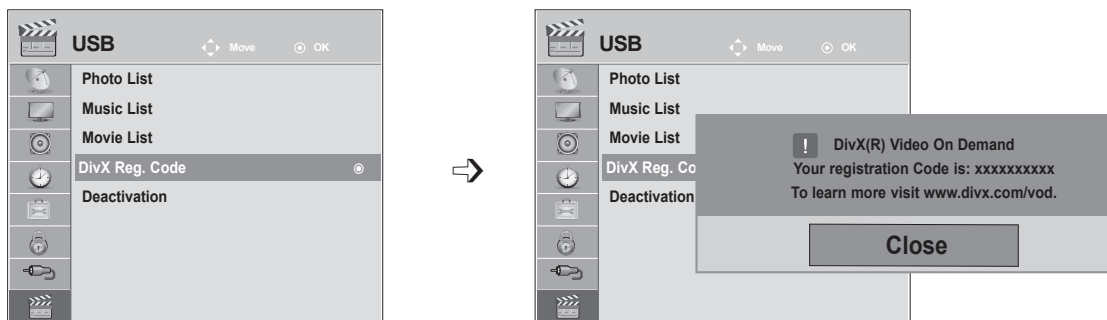 USB Move OK
Photo List
Music List
Movie List
DivX Reg. Code
Deactivation
USB Move OK
Photo List
Music List
Movie List
DivX Reg. Co
Deactivation
! DivX(R) Video On Demand
Your registration Code is: xxxxxxxxxx
To learn more visit www.divx.com/vod.
Close